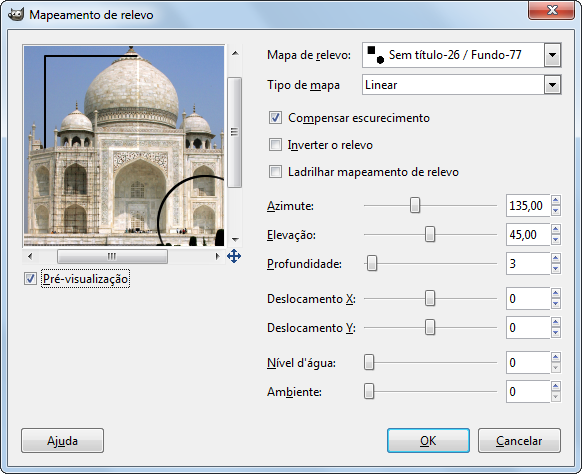 Mapeamento de relevo
Mapa de relevo: Sem título-26 / Fundo-77
Tipo de mapa Linear
Compensar escurecimento
Inverter o relevo
Ladrilhar mapeamento de relevo
Azimute: 135,00
Elevação: 45,00
Profundidade: 3
Deslocamento X: 0
Deslocamento Y: 0
Nível d'água: 0
Ambiente: 0
Pré-visualização
Ajuda OK Cancelar